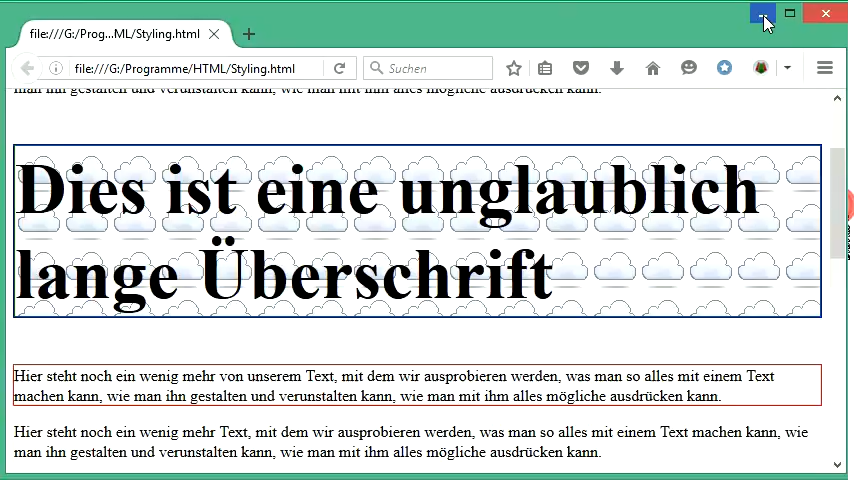 file:///G:/Prog...ML/Styling.html
file:///G:/Programme/HTML/Styling.html
Suchen
man ihn gestalten und verunstalten kann, wie man mit ihm alles mögliche ausdrücken kann.
Dies ist eine unglaublich
lange Überschrift
Hier steht noch ein wenig mehr von unserem Text, mit dem wir ausprobieren werden, was man so alles mit einem Text
machen kann, wie man ihn gestalten und verunstalten kann, wie man mit ihm alles mögliche ausdrücken kann.
Hier steht noch ein wenig mehr Text, mit dem wir ausprobieren werden, was man so alles mit einem Text machen kann, wie
man ihn gestalten und verunstalten kann, wie man mit ihm alles mögliche ausdrücken kann.